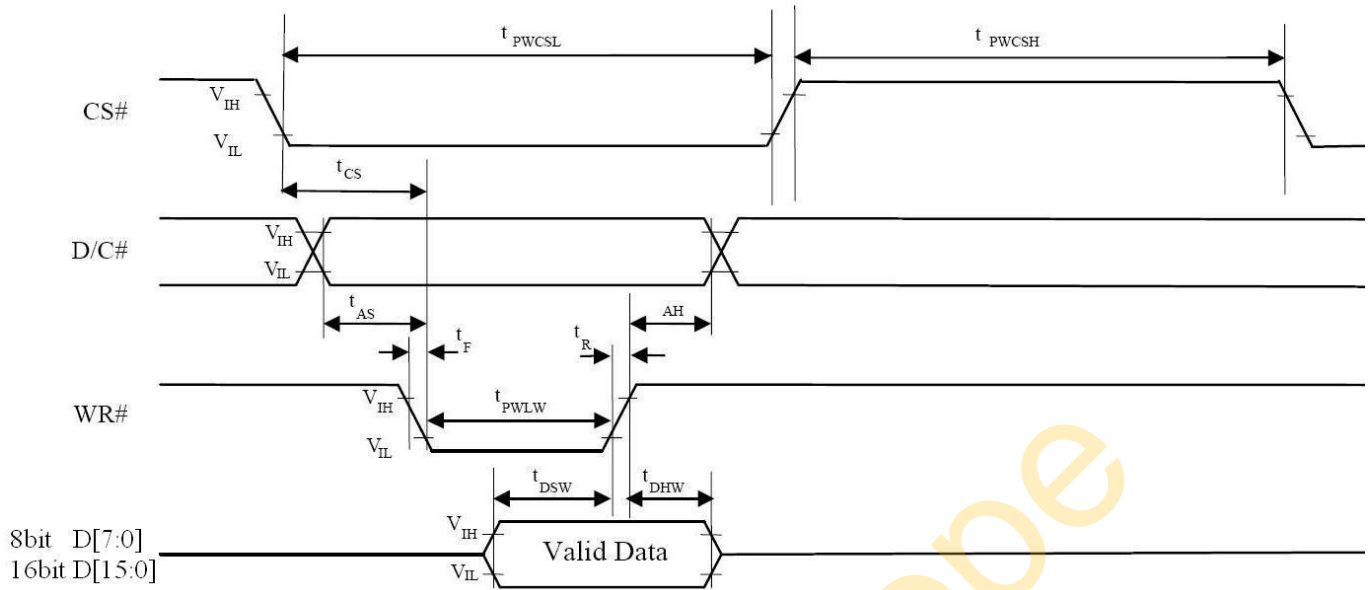 t PWCSL
t PWCSH
CS#
V IH
V IL
t CS
D/C#
V IH
V IL
t AS
t F
t R
AH
WR#
V IH
V IL
t PWLW
t DSW
t DHW
8bit D[7:0]
16bit D[15:0]
V IH
V IL
Valid Data
ope